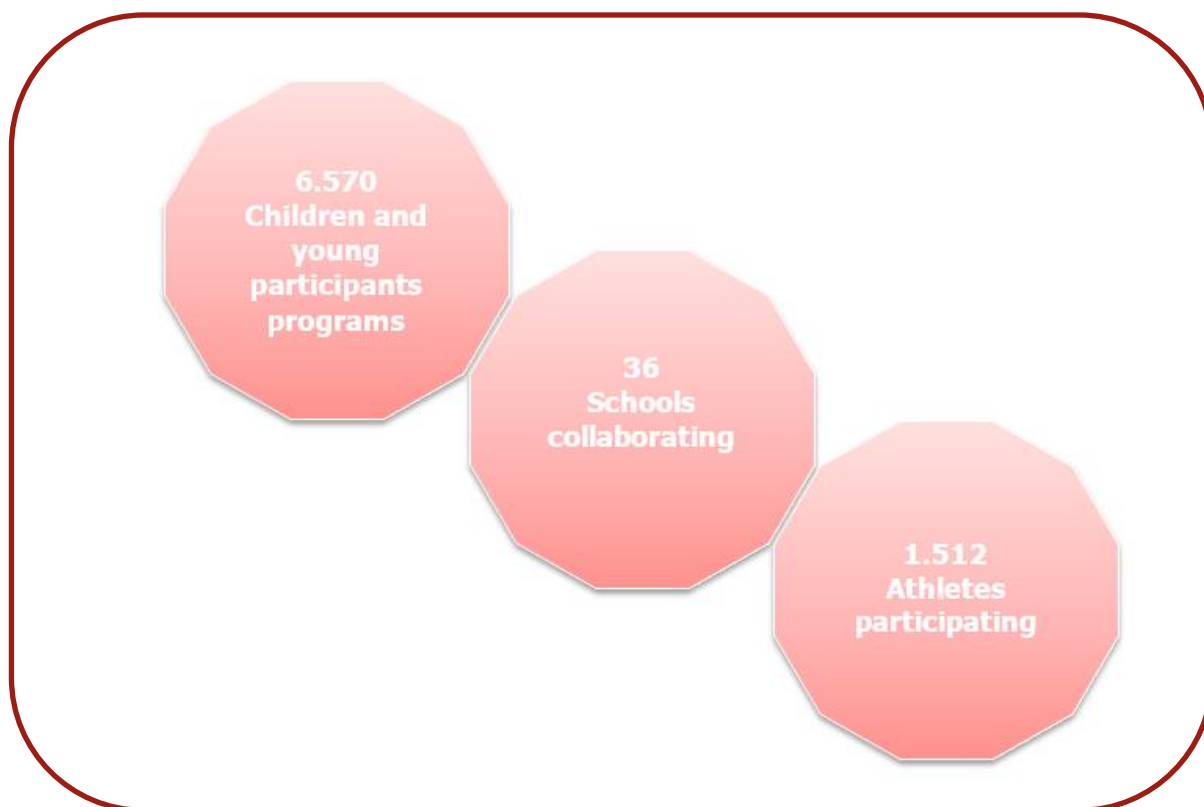 6.570
Children and
young
participants
programs
36
Schools
collaborating
1.512
Athletes
participating